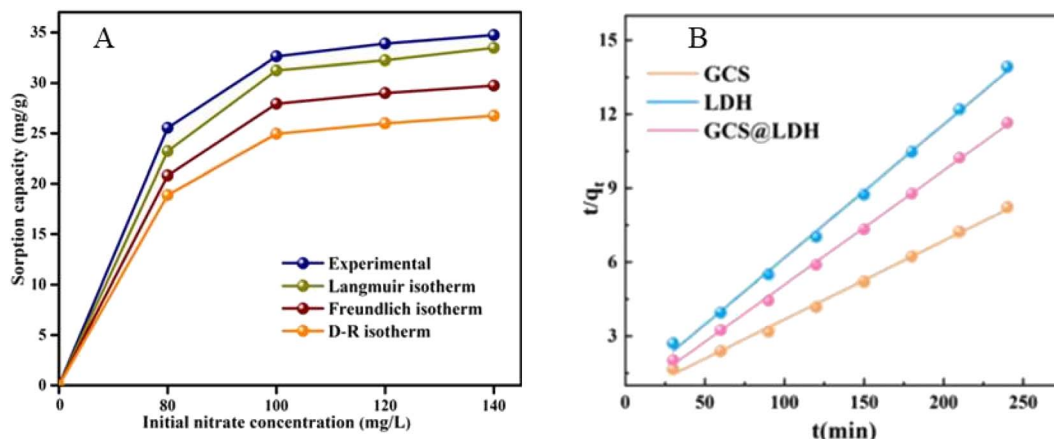 A
Sorption capacity (mg/g)
35
30
25
20
15
10
5
0
Experimental
Langmuir isotherm
Freundlich isotherm
D-R isotherm
0 80 100 120 140
Initial nitrate concentration (mg/L)
B
t/qt
15
12
9
6
3
GCS
LDH
GCS@LDH
0 50 100 150 200 250
t(min)